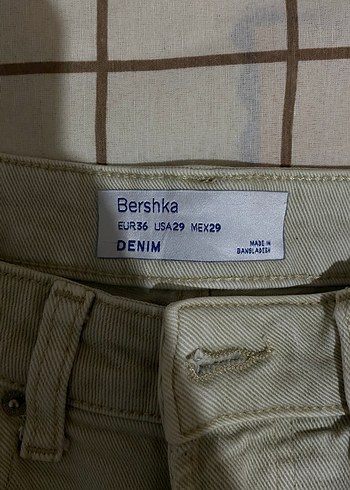 Bershka
EUR36 USA29 MEX29
DENIM
MADE IN
BANGLADESH